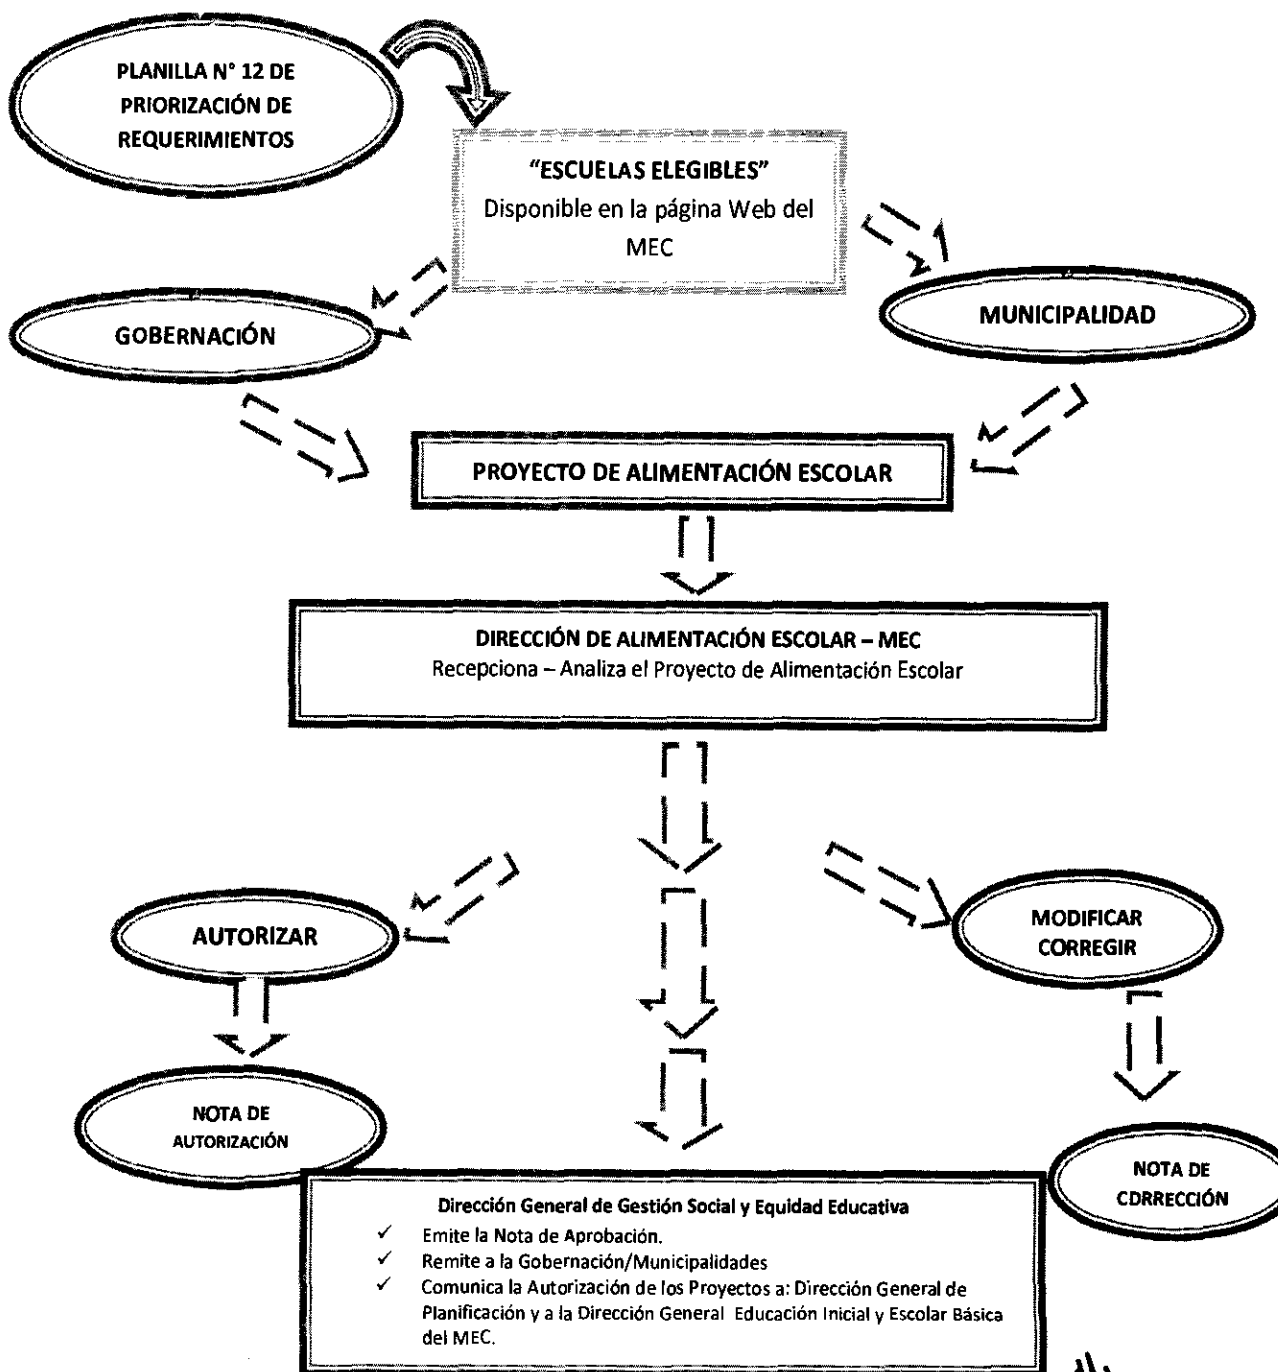 PLANILLA N° 12 DE
PRIORIZACIÓN DE
REQUERIMIENTOS
"ESCUELAS ELEGIBLES"
Disponible en la página Web del
MEC
GOBERNACIÓN
MUNICIPALIDAD
PROYECTO DE ALIMENTACIÓN ESCOLAR
DIRECCIÓN DE ALIMENTACIÓN ESCOLAR – MEC
Recepciona – Analiza el Proyecto de Alimentación Escolar
AUTORIZAR
MODIFICAR
CORREGIR
NOTA DE
AUTORIZACIÓN
NOTA DE
CDRRECCIÓN
Dirección General de Gestión Social y Equidad Educativa
✓ Emite la Nota de Aprobación.
✓ Remite a la Gobernación/Municipalidades
✓ Comunica la Autorización de los Proyectos a: Dirección General de
Planificación y a la Dirección General Educación Inicial y Escolar Básica
del MEC.